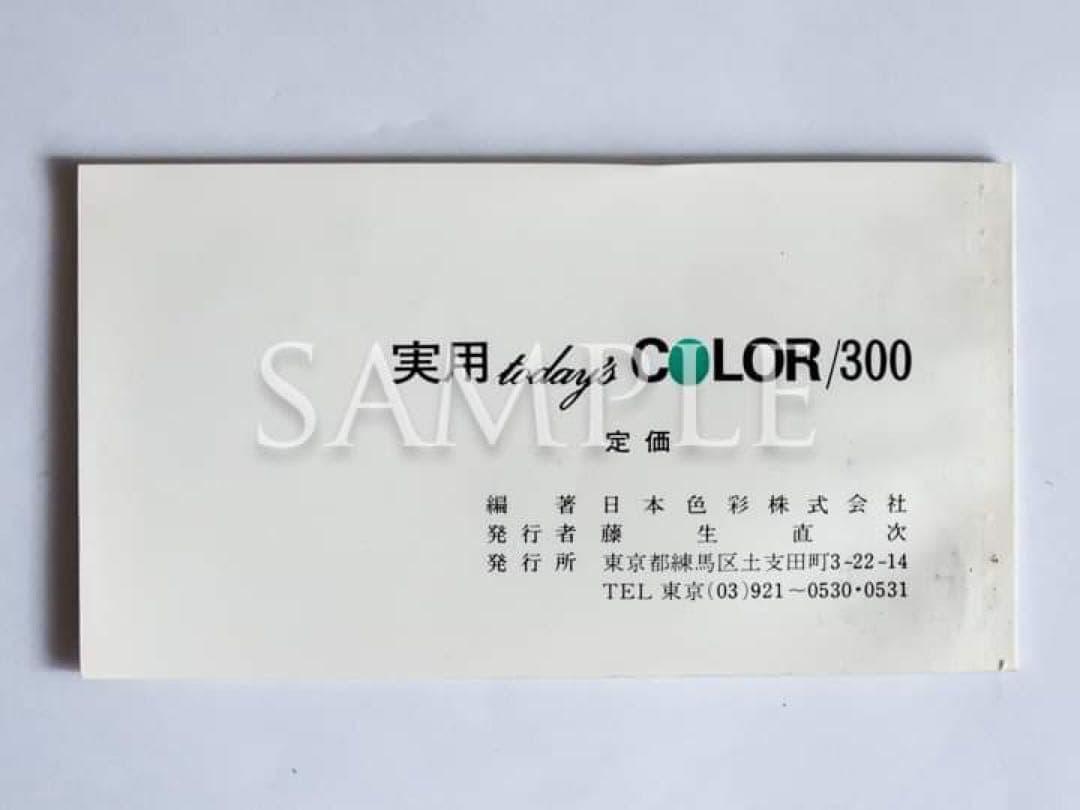 実用 today's COLOR/300
SAMPLE
定価
編著 日本色彩株式会社
発行者 藤生直次
発行所 東京都練馬区土支田町3-22-14
TEL 東京(03)921～0530・0531